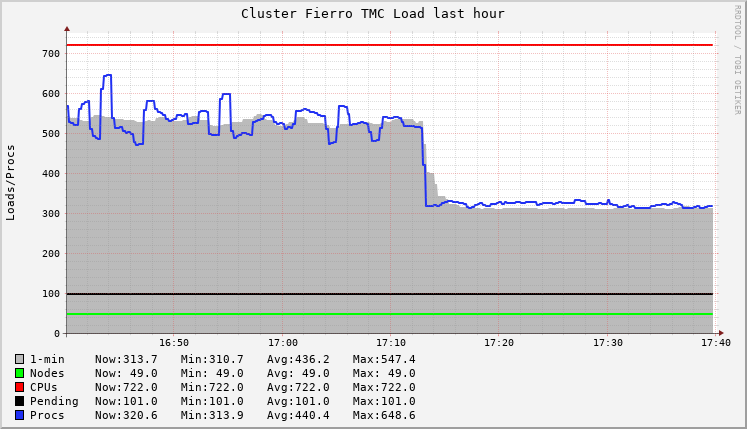 Cluster Fierro TMC Load last hour
RRDTOOL / TOBI OETIKER
Loads/Procs
700
600
500
400
300
200
100
0
16:50 17:00 17:10 17:20 17:30 17:40
1-min Now:313.7 Min:310.7 Avg:436.2 Max:547.4
Nodes Now: 49.0 Min: 49.0 Avg: 49.0 Max: 49.0
CPUs Now:722.0 Min:722.0 Avg:722.0 Max:722.0
Pending Now:101.0 Min:101.0 Avg:101.0 Max:101.0
Procs Now:320.6 Min:313.9 Avg:440.4 Max:648.6